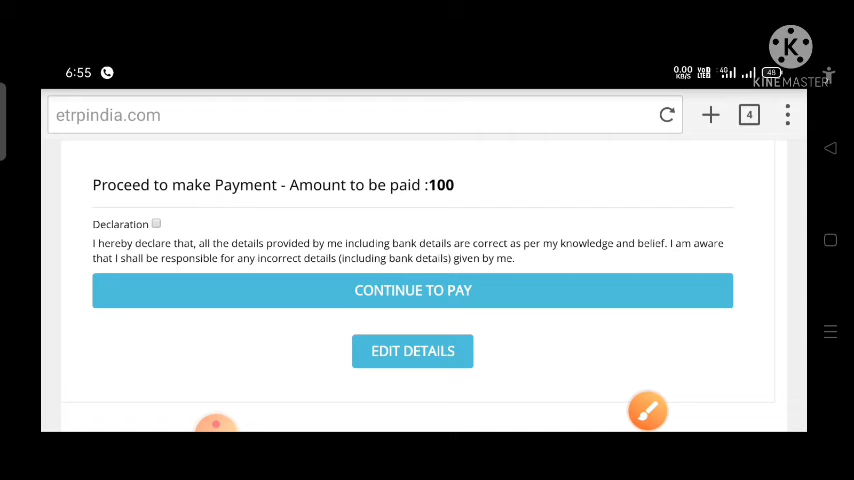 6:55
0.00
KB/S
4G
48
K
KINEMASTER
etrpindia.com
4
Proceed to make Payment - Amount to be paid :100
Declaration
I hereby declare that, all the details provided by me including bank details are correct as per my knowledge and belief. I am aware
that I shall be responsible for any incorrect details (including bank details) given by me.
CONTINUE TO PAY
EDIT DETAILS